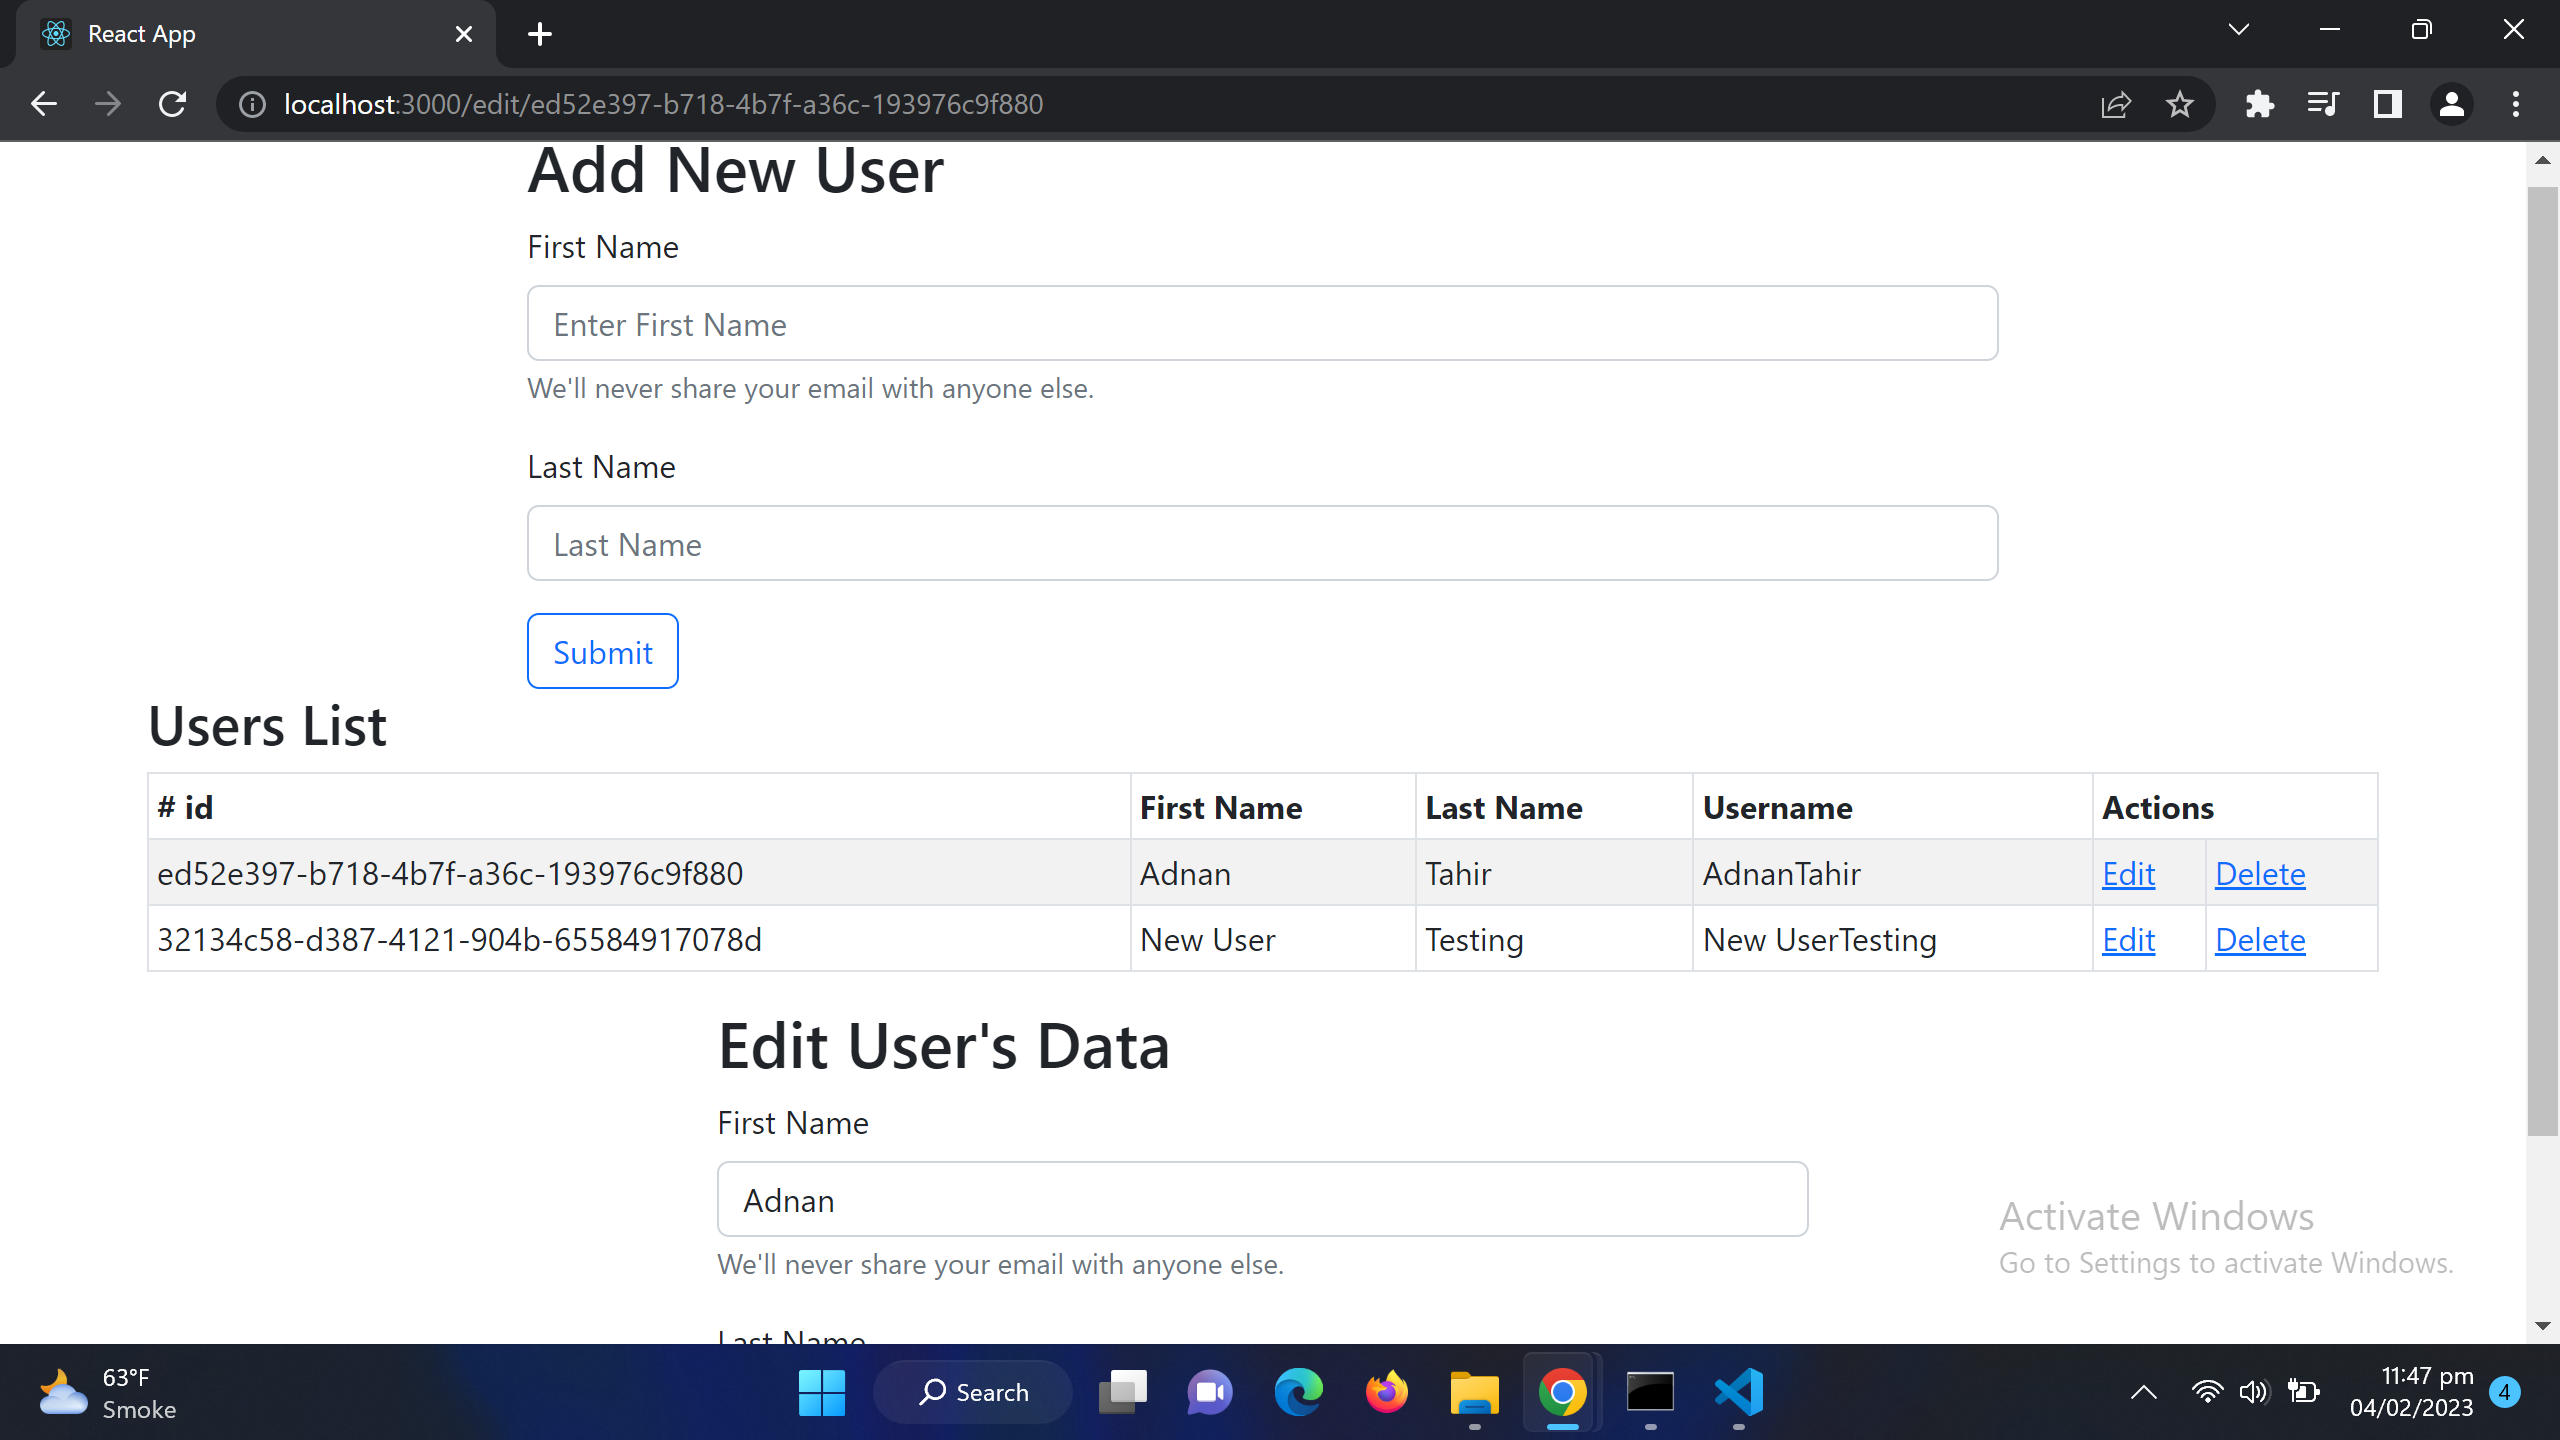 React App
localhost:3000/edit/ed52e397-b718-4b7f-a36c-193976c9f880
Add New User
First Name
Enter First Name
We'll never share your email with anyone else.
Last Name
Last Name
Submit
Users List
# id First Name Last Name Username Actions
ed52e397-b718-4b7f-a36c-193976c9f880 Adnan Tahir AdnanTahir Edit Delete
32134c58-d387-4121-904b-65584917078d New User Testing New UserTesting Edit Delete
Edit User's Data
First Name
Adnan
We'll never share your email with anyone else.
Last Name
Activate Windows
Go to Settings to activate Windows.
63°F
Smoke
Search
11:47 pm
04/02/2023
4